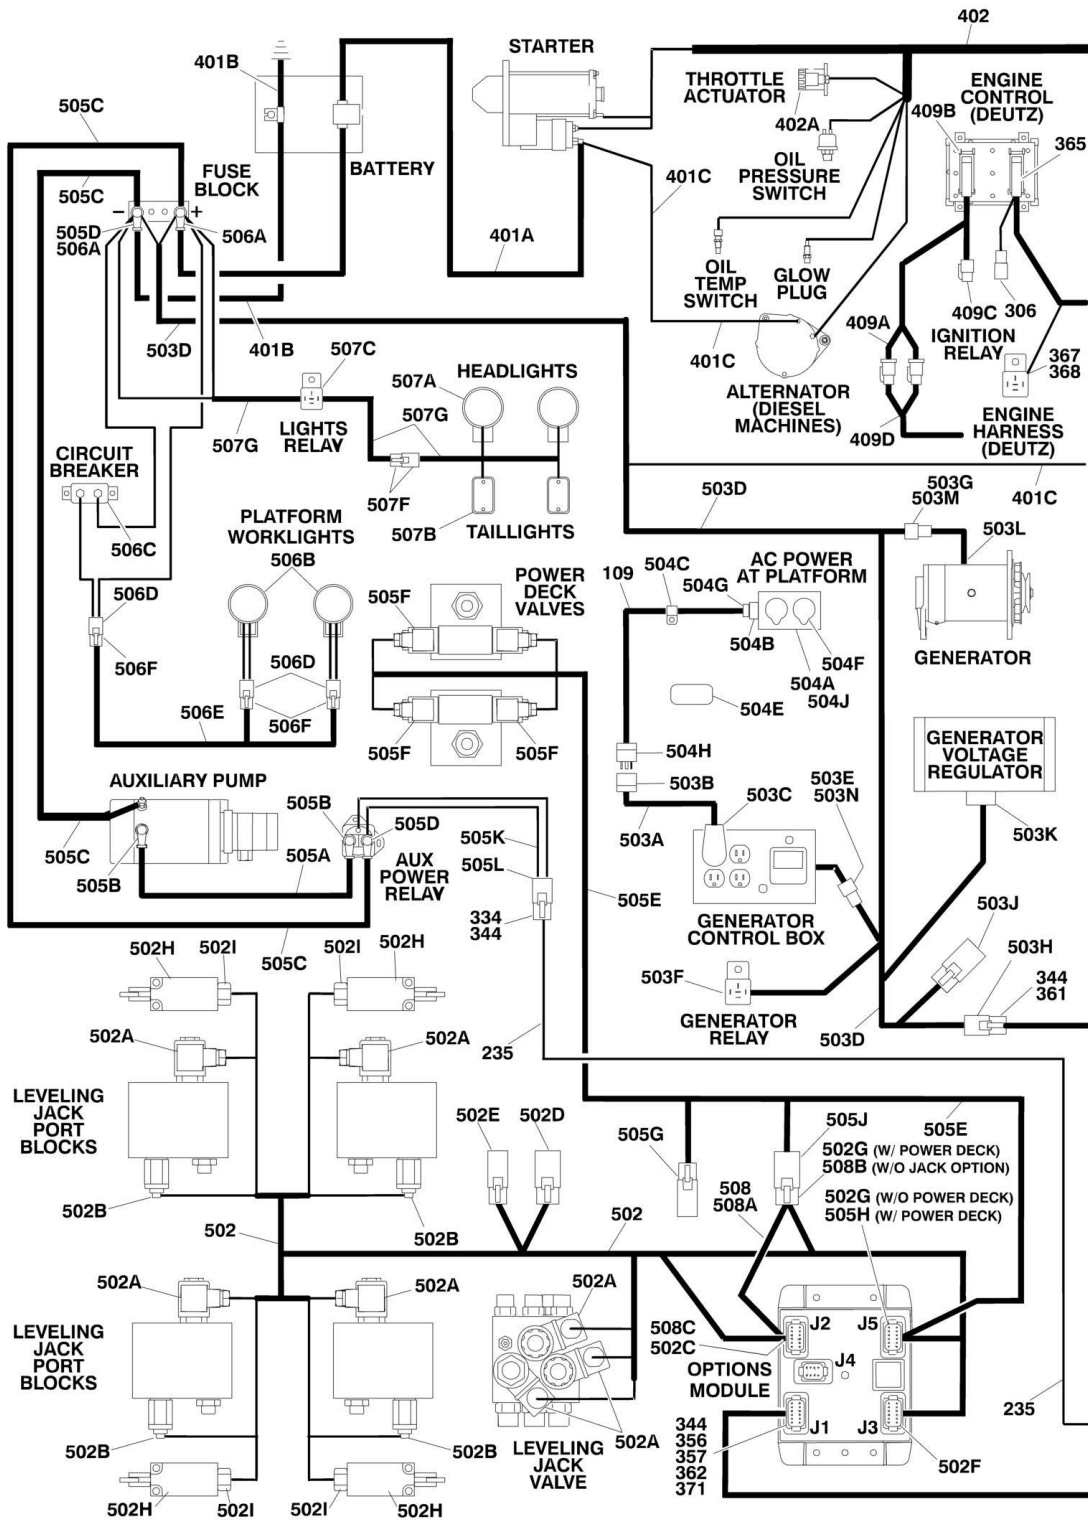 402
STARTER
401B
THROTTLE
ACTUATOR
402A
ENGINE
CONTROL
(DEUTZ)
409B
365
505C
505C
FUSE
BLOCK
BATTERY
OIL
PRESSURE
SWITCH
401C
– +
505D
506A
506A
401A
OIL
TEMP
SWITCH
GLOW
PLUG
409C
306
503D
401B
401C
409A
IGNITION
RELAY
367
368
507C
507A
HEADLIGHTS
507G
ALTERNATOR
(DIESEL
MACHINES)
409D
ENGINE
HARNESS
(DEUTZ)
507G
LIGHTS
RELAY
CIRCUIT
BREAKER
507F
507B
TAILLIGHTS
503D
503G
503M
401C
503L
506C
PLATFORM
WORKLIGHTS
506B
POWER
DECK
VALVES
505F
109
504C
504G
AC POWER
AT PLATFORM
506D
506F
506D
504B
504F
504A
504J
GENERATOR
506E
506F
505F
505F
504E
504H
503B
GENERATOR
VOLTAGE
REGULATOR
AUXILIARY PUMP
505B
505D
505K
505L
503A
503C
503E
503N
503K
505C
505B
505A
AUX
POWER
RELAY
334
344
505E
503J
GENERATOR
CONTROL BOX
503H
502H
502I
505C
502I
502H
503F
344
361
GENERATOR
RELAY
503D
502A
502A
235
LEVELING
JACK
PORT
BLOCKS
502E
502D
505G
505J
505E
502G (W/ POWER DECK)
508B (W/O JACK OPTION)
502G (W/O POWER DECK)
505H (W/ POWER DECK)
508
508A
502B
502
502B
502
502A
502A
502A
LEVELING
JACK
PORT
BLOCKS
508C
502C
J2
J5
J4
OPTIONS
MODULE
J1
J3
235
502B
502B
LEVELING
JACK
VALVE
502A
344
356
357
362
371
502F
502H
502I
502I
502H